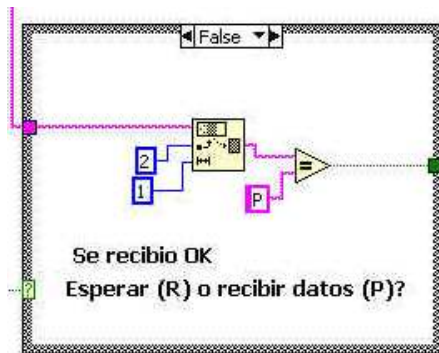 False
2
1
=
P
Se recibio OK
Esperar (R) o recibir datos (P)?
?